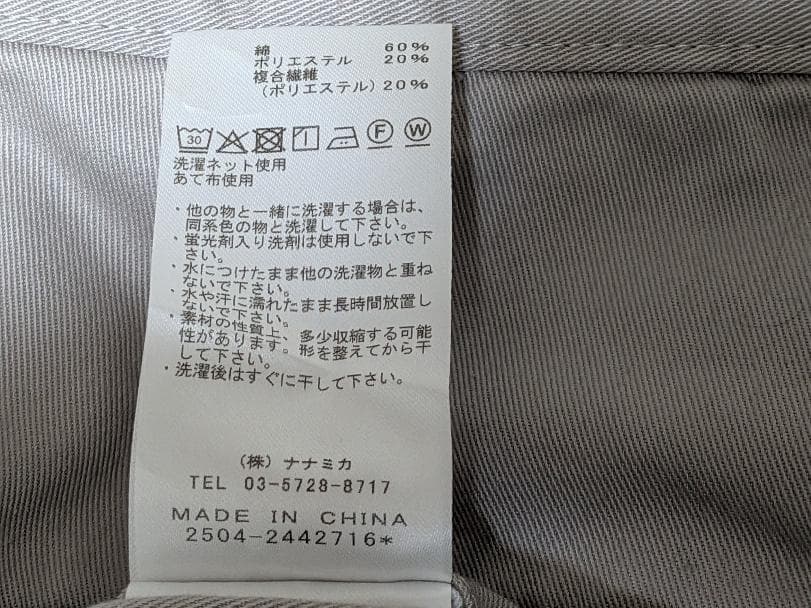 綿 60%
ポリエステル 20%
複合繊維
（ポリエステル）20%
30 F W
洗濯ネット使用
あて布使用
・他の物と一緒に洗濯する場合は、
同系色の物と洗濯して下さい。
・蛍光剤入り洗剤は使用しないで下
さい。
・水につけたまま他の洗濯物と重ね
ないで下さい。
・水や汗に濡れたまま長時間放置し
ないで下さい。
・素材の性質上、多少収縮する可能
性があります。形を整えてから干
して下さい。
・洗濯後はすぐに干して下さい。
（株）ナナミカ
TEL 03-5728-8717
MADE IN CHINA
2504-2442716*